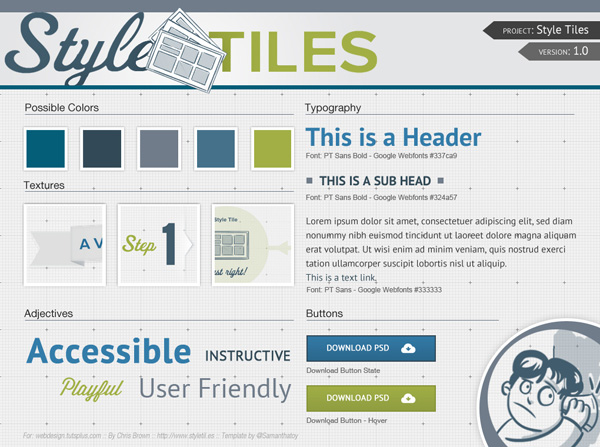 Style TILES
PROJECT: Style Tiles
VERSION: 1.0
Possible Colors
Textures
A V
Step 1
Style Tile
ust right!
Adjectives
Accessible INSTRUCTIVE
Playful User Friendly
Typography
This is a Header
Font: PT Sans Bold - Google Webfonts #337ca9
THIS IS A SUB HEAD
Font: PT Sans Bold - Google Webfonts #324a57
Lorem ipsum dolor sit amet, consectetuer adipiscing elit, sed diam
nonummy nibh euismod tincidunt ut laoreet dolore magna aliquam
erat volutpat. Ut wisi enim ad minim veniam, quis nostrud exerci
tation ullamcorper suscipit lobortis nisl ut aliquip.
This is a text link.
Font: PT Sans - Google Webfonts #333333
Buttons
DOWNLOAD PSD
Download Button State
DOWNLOAD PSD
Download Button - Hover
For: webdesign.tutsplus.com :: By Chris Brown :: http://www.styletil.es :: Template by @Samanthatoy